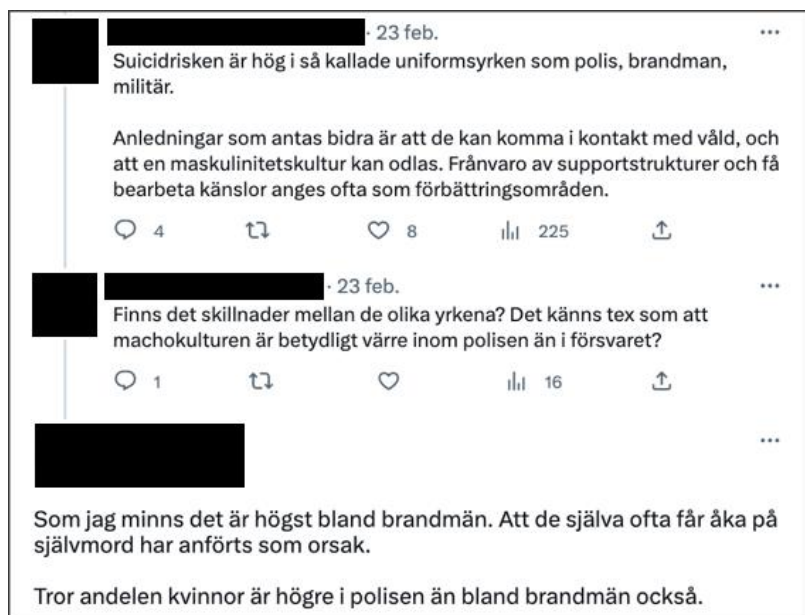 · 23 feb.
Suicidrisken är hög i så kallade uniformsyrken som polis, brandman,
militär.
Anledningar som antas bidra är att de kan komma i kontakt med våld, och
att en maskulinitetskultur kan odlas. Frånvaro av supportstrukturer och få
bearbeta känslor anges ofta som förbättringsområden.
4 8 225
· 23 feb.
Finns det skillnader mellan de olika yrkena? Det känns tex som att
machokulturen är betydligt värre inom polisen än i försvaret?
1 16
Som jag minns det är högst bland brandmän. Att de själva ofta får åka på
självmord har anförts som orsak.
Tror andelen kvinnor är högre i polisen än bland brandmän också.